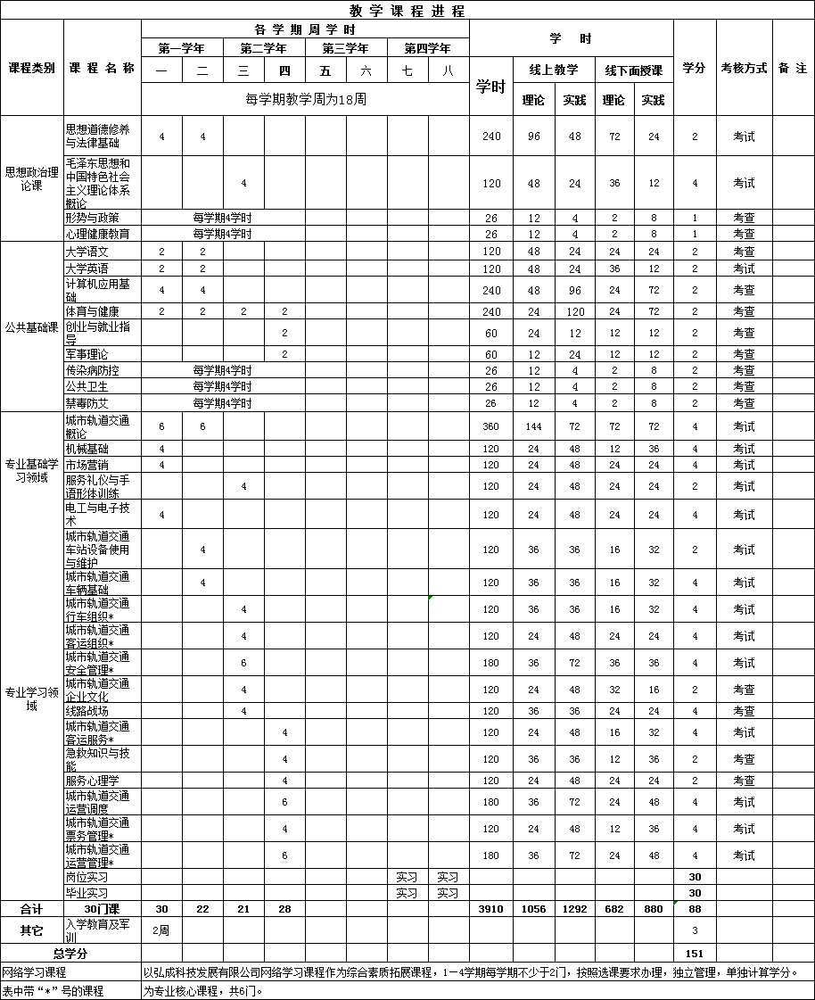 教 学 课 程 进 程
课程类别 课 程 名 称 各 学 期 周 学 时 学 时 学分 考核方式 备 注
第一学年 第二学年 第三学年 第四学年
一 二 三 四 五 六 七 八 学时 线上教学 线下面授课
每学期教学周为18周 理论 实践 理论 实践
思想政治理
论课
思想道德修养
与法律基础 4 4 240 96 48 72 24 2 考试
毛泽东思想和
中国特色社会
主义理论体系
概论 4 120 48 24 36 12 4 考试
形势与政策 每学期4学时 26 12 4 2 8 1 考查
心理健康教育 每学期4学时 26 12 4 2 8 1 考查
公共基础课
大学语文 2 2 120 48 24 24 24 2 考查
大学英语 2 2 120 48 24 36 12 2 考试
计算机应用基
础 4 4 240 48 96 24 72 2 考查
体育与健康 2 2 2 2 240 24 120 24 72 2 考查
创业与就业指
导 2 60 24 12 12 12 2 考查
军事理论 2 60 12 24 12 12 2 考查
传染病防控 每学期4学时 26 12 4 2 8 2 考查
公共卫生 每学期4学时 26 12 4 2 8 2 考查
禁毒防艾 每学期4学时 26 12 4 2 8 2 考查
专业基础学
习领域
城市轨道交通
概论 6 6 360 144 72 72 72 4 考试
机械基础 4 120 24 48 12 36 4 考试
市场营销 4 120 24 48 24 24 4 考试
服务礼仪与手
语形体训练 4 120 24 48 24 24 2 考试
电工与电子技
术 4 120 24 48 24 24 4 考试
城市轨道交通
车站设备使用
与维护 4 120 36 36 16 32 2 考试
城市轨道交通
车辆基础 4 120 36 36 16 32 4 考试
专业学习领
域
城市轨道交通
行车组织* 4 120 36 36 16 32 4 考试
城市轨道交通
客运组织* 4 120 24 48 24 24 4 考试
城市轨道交通
安全管理* 6 180 36 72 36 36 4 考试
城市轨道交通
企业文化 4 120 24 48 32 16 2 考查
线路战场 4 120 36 36 24 24 4 考查
城市轨道交通
客运服务* 4 120 24 48 16 32 4 考试
急救知识与技
能 4 120 36 36 12 36 2 考查
服务心理学 4 120 24 48 24 24 2 考查
城市轨道交通
运营调度 6 180 36 72 24 48 4 考试
城市轨道交通
票务管理* 4 120 24 48 12 36 4 考试
城市轨道交通
运营管理* 6 180 36 72 24 48 4 考试
岗位实习 实习 实习 30
毕业实习 实习 实习 30
合计 30门课 30 22 21 28 3910 1056 1292 682 880 88
其它 入学教育及军
训 2周 3
总学分 151
网络学习课程 以弘成科技发展有限公司网络学习课程作为综合素质拓展课程，1－4学期每学期不少于2门，按照选课要求办理，独立管理，单独计算学分。
表中带“*”号的课程 为专业核心课程，共6门。